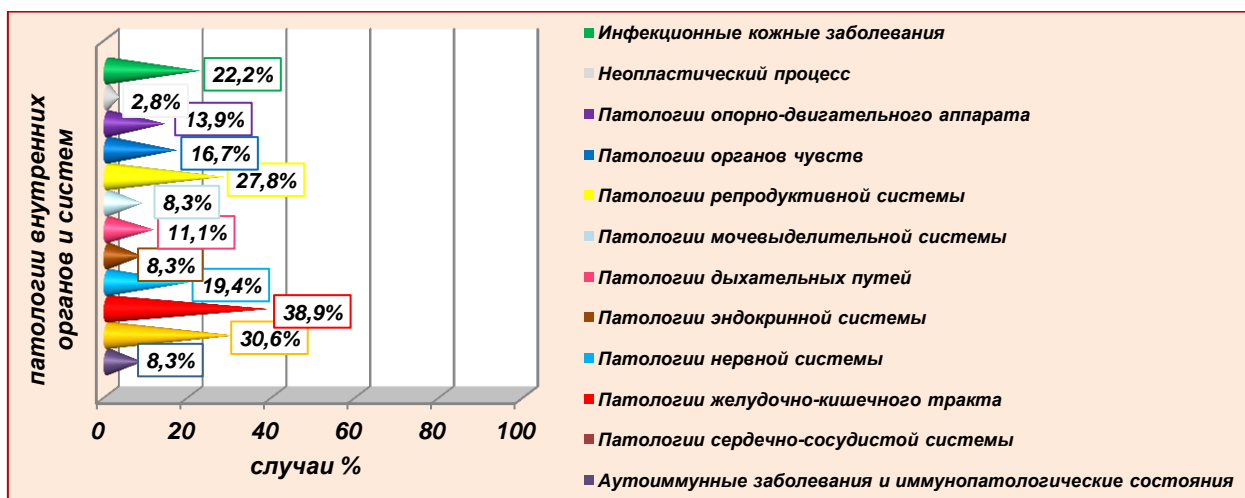 патологии внутренних
органов и систем
22,2%
2,8%
13,9%
16,7%
27,8%
8,3%
11,1%
8,3%
19,4%
38,9%
30,6%
8,3%
0 20 40 60 80 100
случаи %
Инфекционные кожные заболевания
Неопластический процесс
Патологии опорно-двигательного аппарата
Патологии органов чувств
Патологии репродуктивной системы
Патологии мочевыделительной системы
Патологии дыхательных путей
Патологии эндокринной системы
Патологии нервной системы
Патологии желудочно-кишечного тракта
Патологии сердечно-сосудистой системы
Аутоиммунные заболевания и иммунопатологические состояния